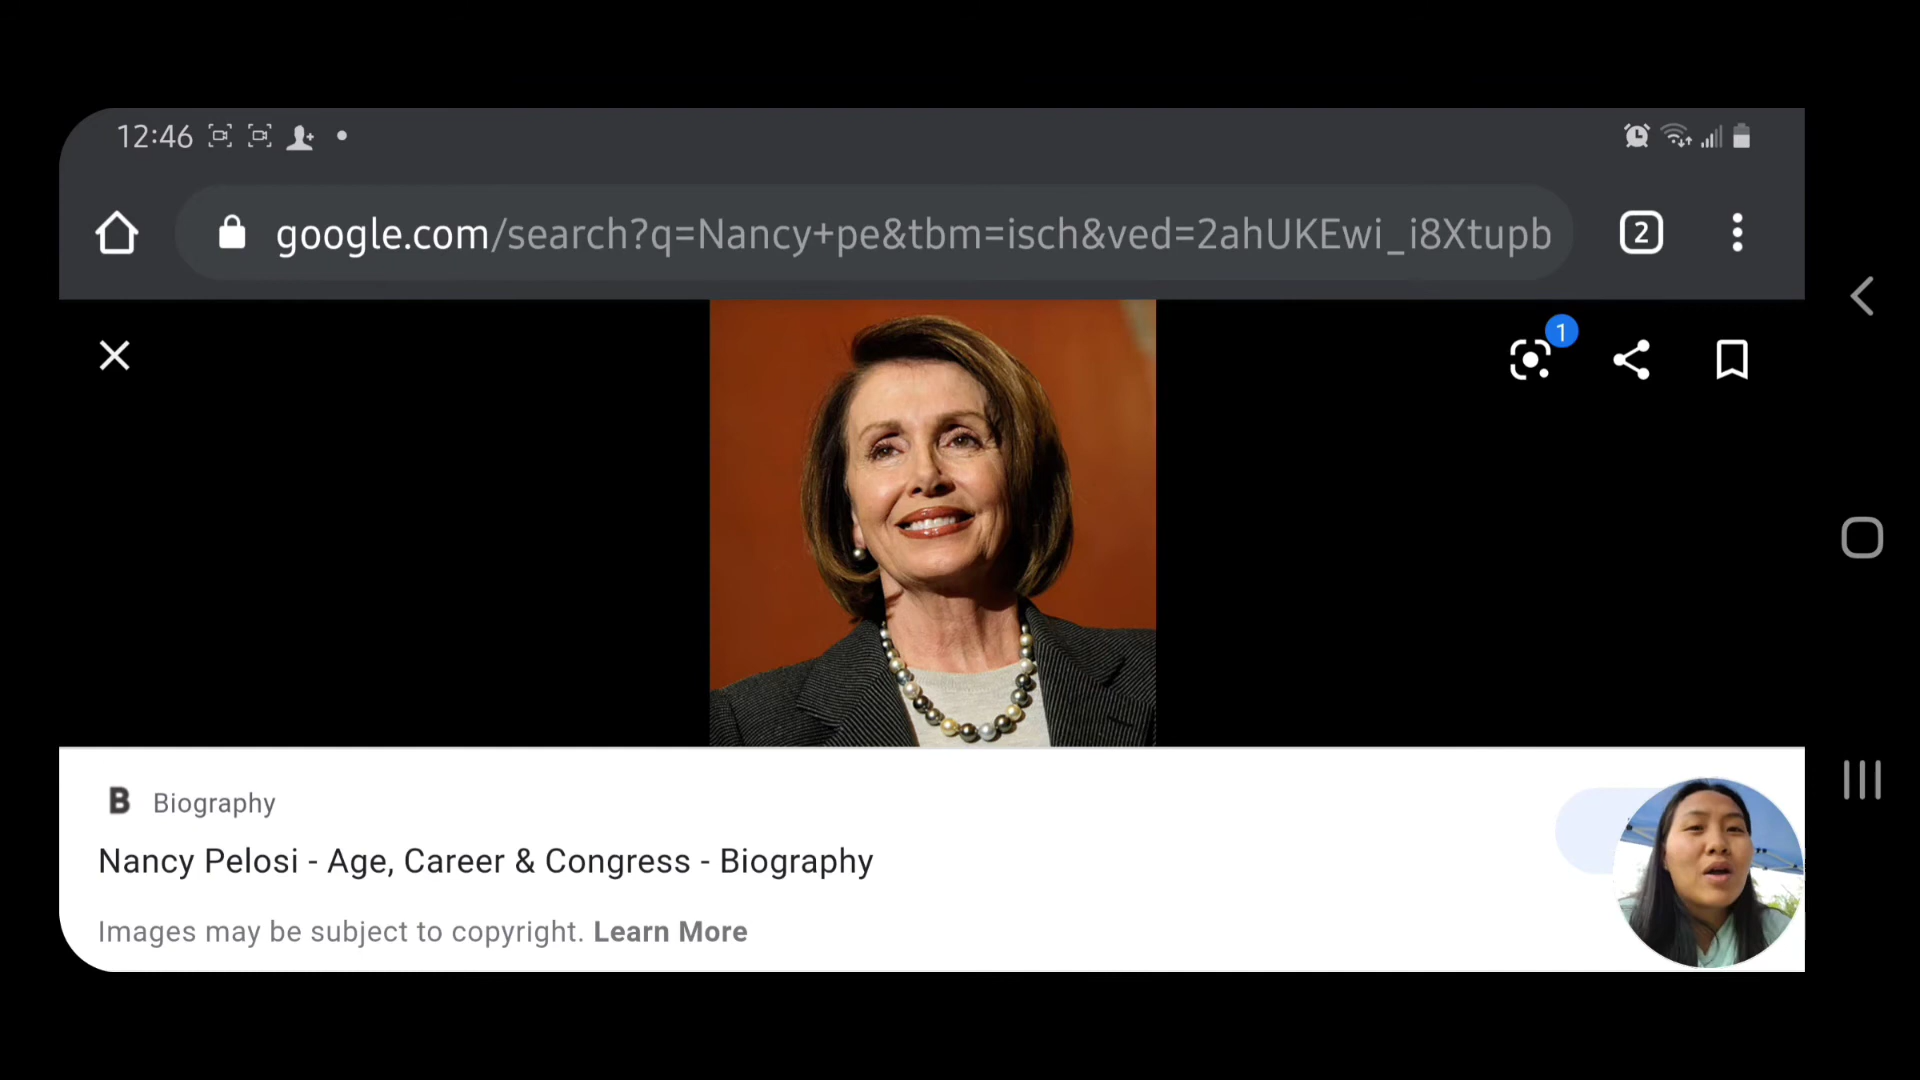 12:46
google.com/search?q=Nancy+pe&tbm=isch&ved=2ahUKEwi_i8Xtupb
2
1
B Biography
Nancy Pelosi - Age, Career & Congress - Biography
Images may be subject to copyright. Learn More